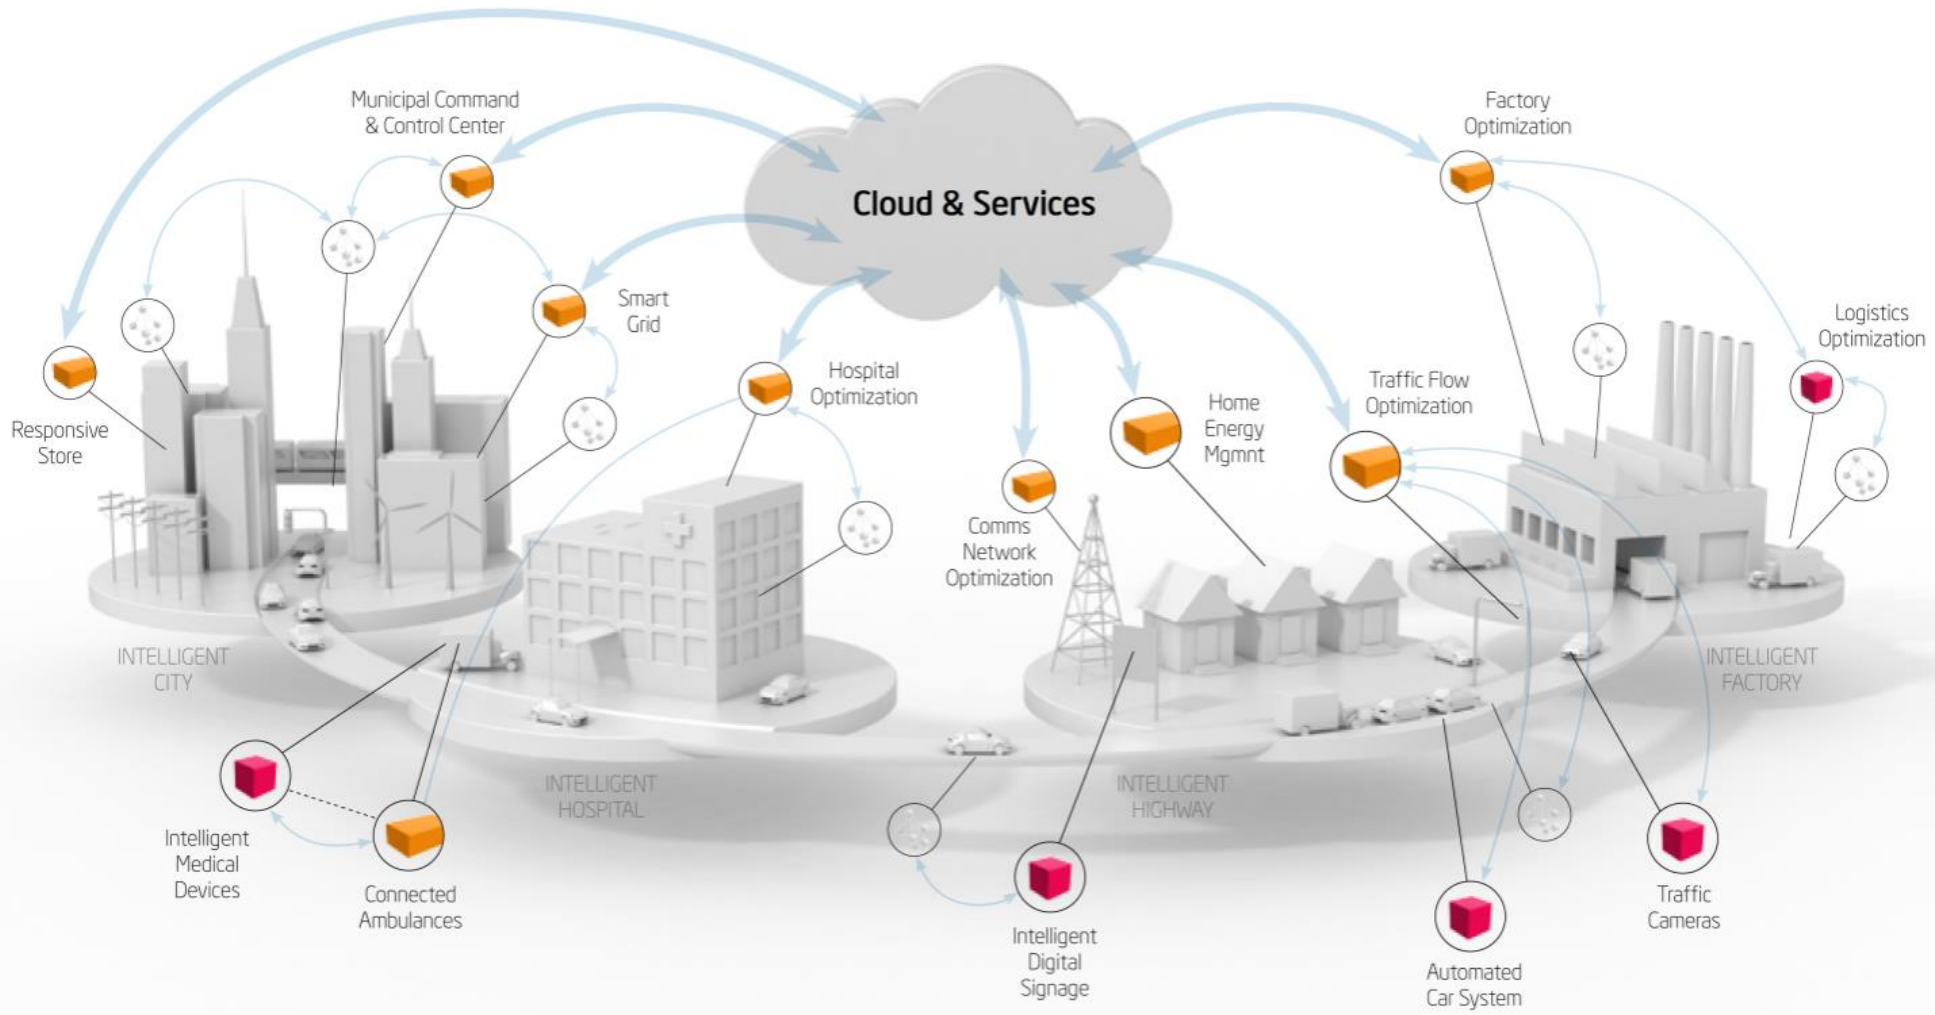 Municipal Command
& Control Center
Factory
Optimization
Cloud & Services
Smart
Grid
Logistics
Optimization
Hospital
Optimization
Traffic Flow
Optimization
Home
Energy
Mgmnt
Responsive
Store
Comms
Network
Optimization
INTELLIGENT
CITY
INTELLIGENT
FACTORY
INTELLIGENT
HOSPITAL
INTELLIGENT
HIGHWAY
Intelligent
Medical
Devices
Connected
Ambulances
Traffic
Cameras
Intelligent
Digital
Signage
Automated
Car System